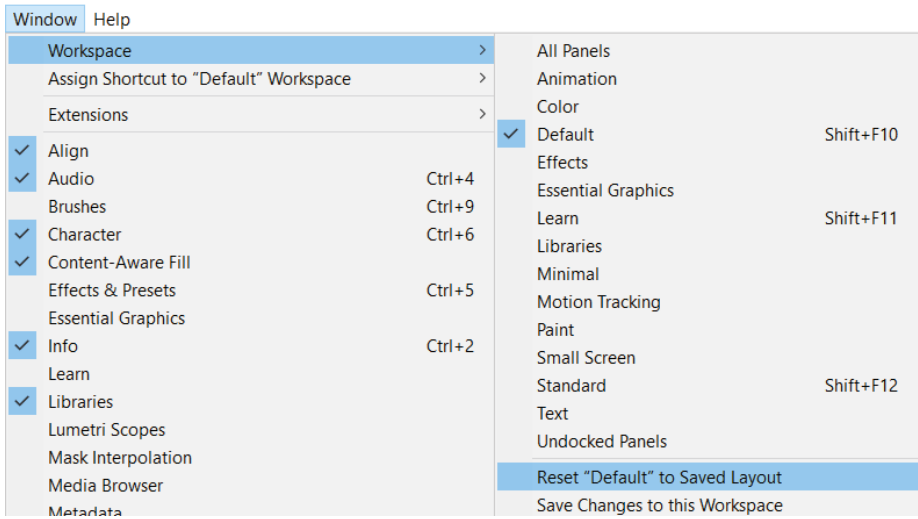 Window Help
Workspace
Assign Shortcut to “Default” Workspace
Extensions
Align
Audio Ctrl+4
Brushes Ctrl+9
Character Ctrl+6
Content-Aware Fill
Effects & Presets Ctrl+5
Essential Graphics
Info Ctrl+2
Learn
Libraries
Lumetri Scopes
Mask Interpolation
Media Browser
Metadata
All Panels
Animation
Color
Default Shift+F10
Effects
Essential Graphics
Learn Shift+F11
Libraries
Minimal
Motion Tracking
Paint
Small Screen
Standard Shift+F12
Text
Undocked Panels
Reset “Default” to Saved Layout
Save Changes to this Workspace